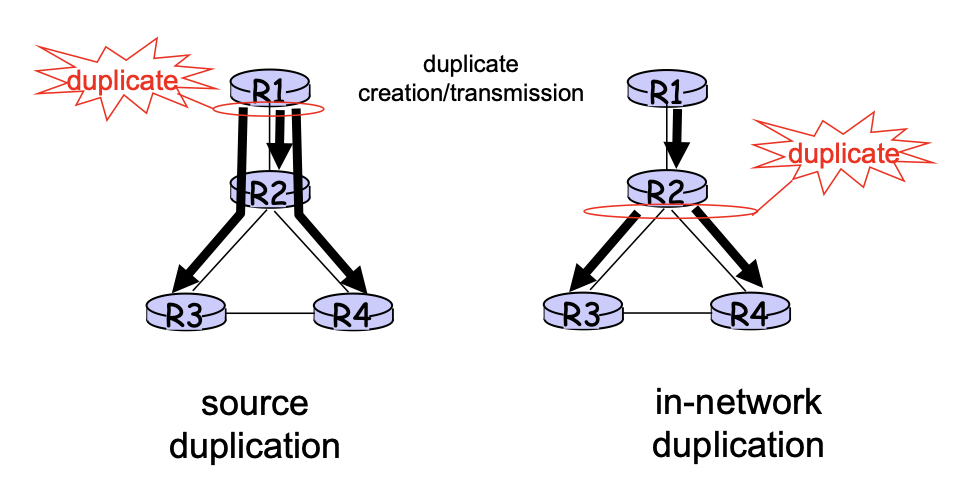 duplicate
R1
R2
R3
R4
source
duplication
duplicate
creation/transmission
R1
duplicate
R2
R3
R4
in-network
duplication